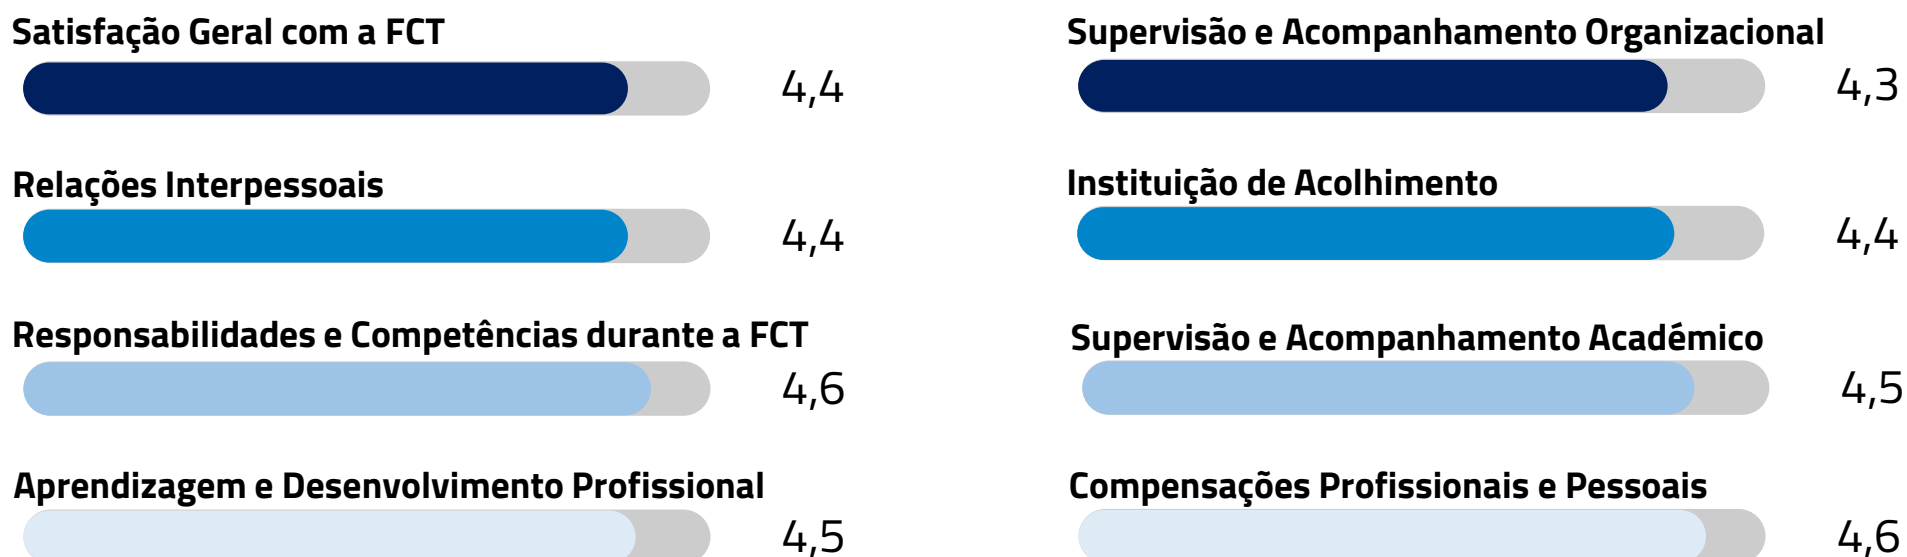 Satisfação Geral com a FCT
4,4
Relações Interpessoais
4,4
Responsabilidades e Competências durante a FCT
4,6
Aprendizagem e Desenvolvimento Profissional
4,5
Supervisão e Acompanhamento Organizacional
4,3
Instituição de Acolhimento
4,4
Supervisão e Acompanhamento Académico
4,5
Compensações Profissionais e Pessoais
4,6